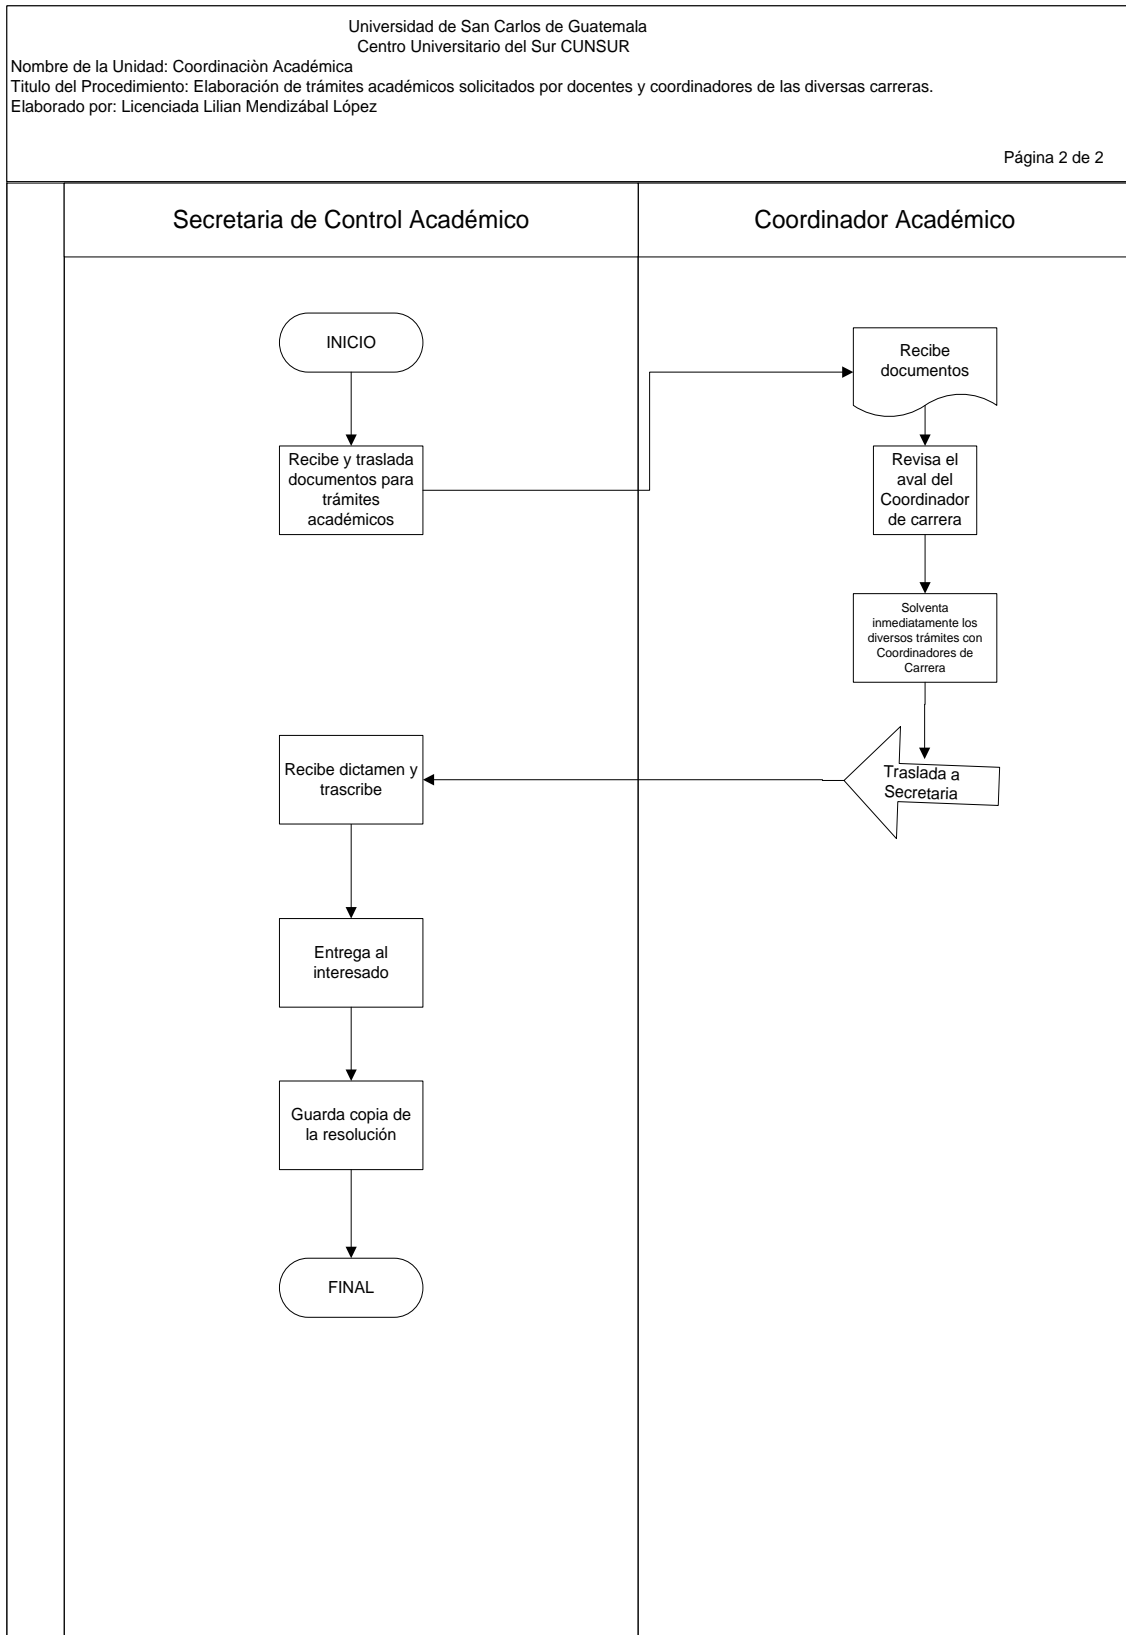 Universidad de San Carlos de Guatemala
Centro Universitario del Sur CUNSUR
Nombre de la Unidad: Coordinaciòn Académica
Titulo del Procedimiento: Elaboración de trámites académicos solicitados por docentes y coordinadores de las diversas carreras.
Elaborado por: Licenciada Lilian Mendizábal López
Página 2 de 2
Secretaria de Control Académico
Coordinador Académico
INICIO
Recibe y traslada
documentos para
trámites
académicos
Recibe
documentos
Revisa el
aval del
Coordinador
de carrera
Solventa
inmediatamente los
diversos trámites con
Coordinadores de
Carrera
Traslada a
Secretaria
Recibe dictamen y
trascribe
Entrega al
interesado
Guarda copia de
la resolución
FINAL